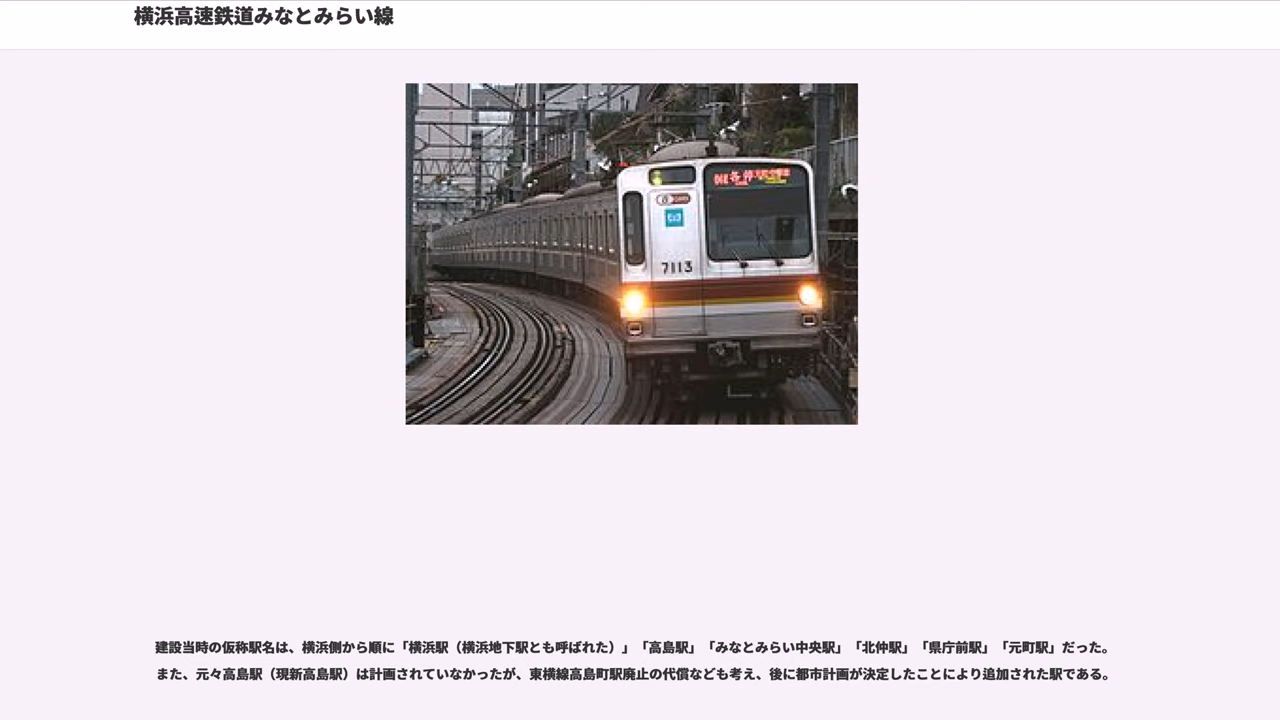 横浜高速鉄道みなとみらい線
各停
7113
建設当時の仮称駅名は、横浜側から順に「横浜駅（横浜地下駅とも呼ばれた）」「高島駅」「みなとみらい中央駅」「北仲駅」「県庁前駅」「元町駅」だった。
また、元々高島駅（現新高島駅）は計画されていなかったが、東横線高島町駅廃止の代償なども考え、後に都市計画が決定したことにより追加された駅である。